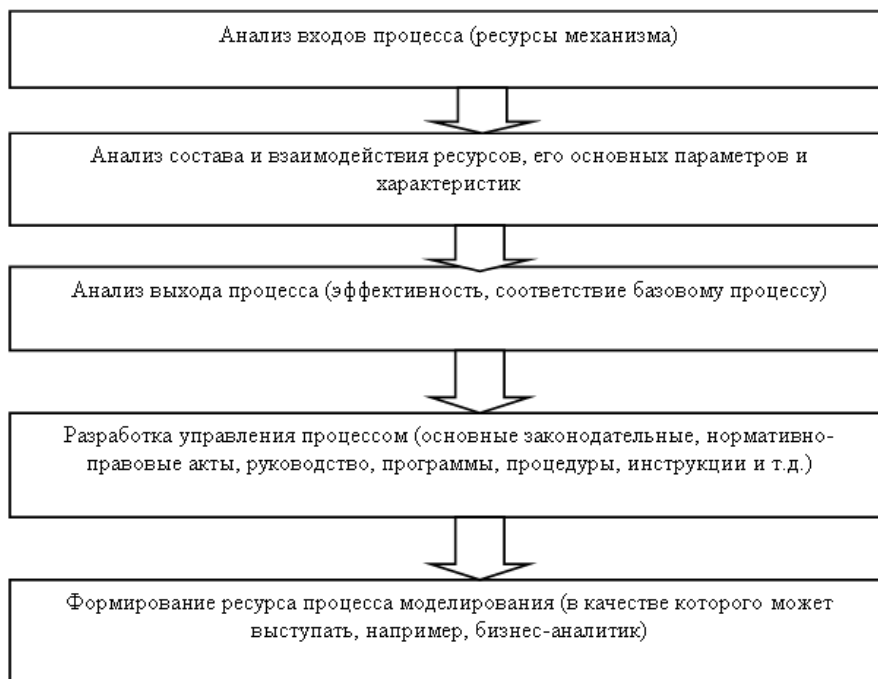 Анализ входов процесса (ресурсы механизма)
Анализ состава и взаимодействия ресурсов, его основных параметров и
характеристик
Анализ выхода процесса (эффективность, соответствие базовому процессу)
Разработка управления процессом (основные законодательные, нормативно-
правовые акты, руководство, программы, процедуры, инструкции и т.д.)
Формирование ресурса процесса моделирования (в качестве которого может
выступать, например, бизнес-аналитик)